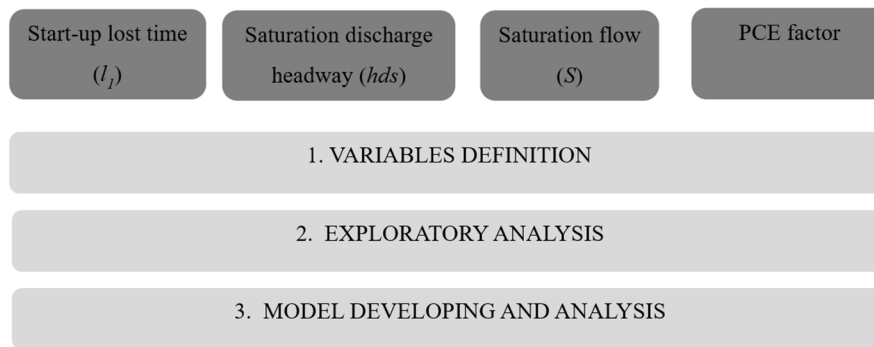 Start-up lost time
(l₁)
Saturation discharge
headway (hds)
Saturation flow
(S)
PCE factor
1. VARIABLES DEFINITION
2. EXPLORATORY ANALYSIS
3. MODEL DEVELOPING AND ANALYSIS